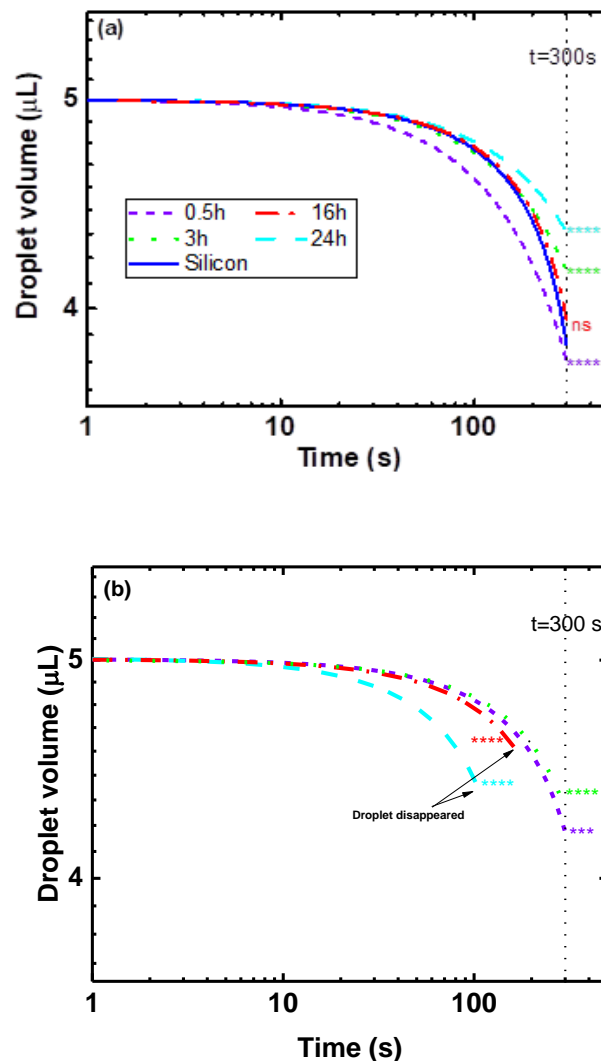 (a)
t=300s
Droplet volume (μL)
5
4
0.5h 16h
3h 24h
Silicon
****
****
ns
****
1 10 100
Time (s)
(b)
t=300 s
Droplet volume (μL)
5
4
****
****
****
***
Droplet disappeared
1 10 100
Time (s)